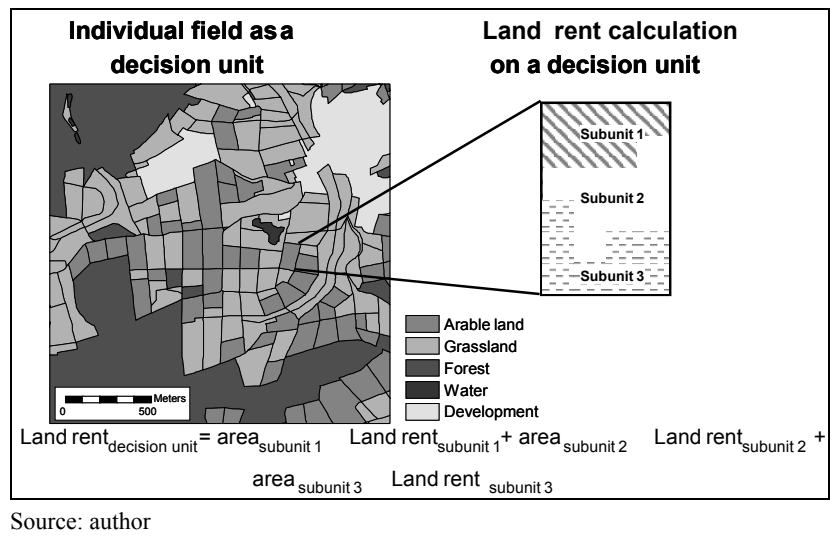 Individual field as a
decision unit
Land rent calculation
on a decision unit
Subunit 1
Subunit 2
Subunit 3
Arable land
Grassland
Forest
Water
Development
Meters
0 500
Land rent decision unit = area subunit 1 Land rent subunit 1 + area subunit 2 Land rent subunit 2 +
area subunit 3 Land rent subunit 3
Source: author